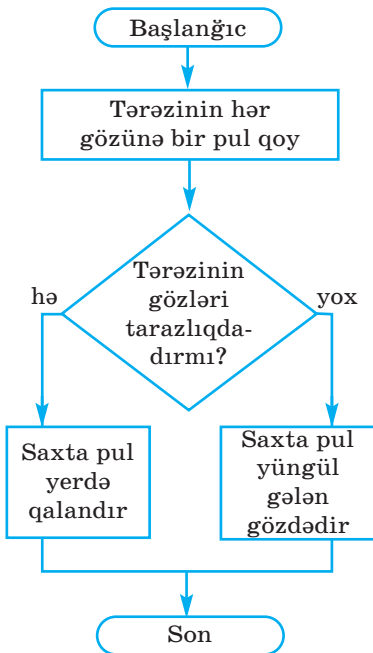 Başlanğıc
Tərəzinin hər
gözünə bir pul qoy
Tərəzinin
gözləri
tarazlıqda-
dırmı?
hə
yox
Saxta pul
yerdə
qalandır
Saxta pul
yüngül
gələn
gözdədir
Son